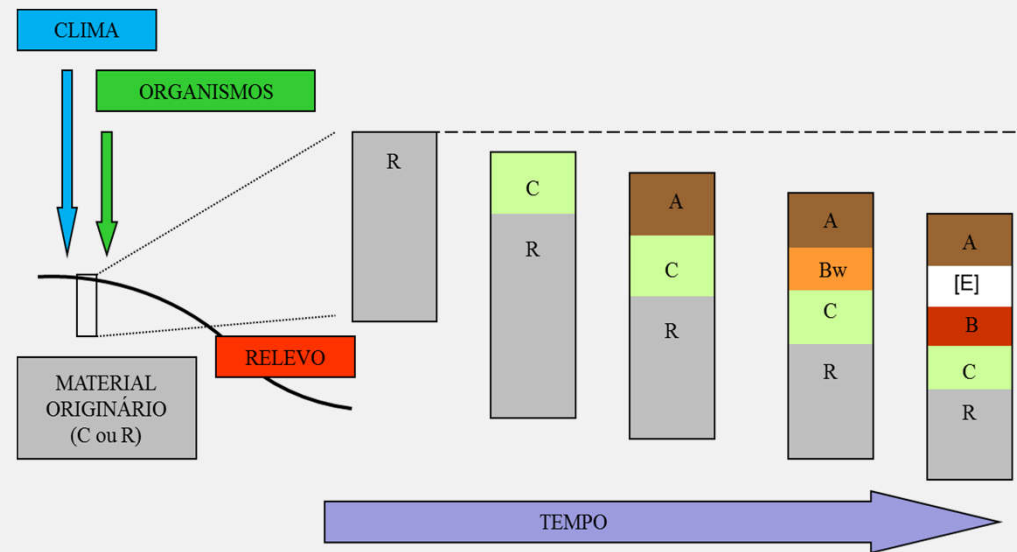 CLIMA
ORGANISMOS
RELEVO
MATERIAL
ORIGINÁRIO
(C ou R)
R
C
R
A
C
R
A
Bw
C
R
A
[E]
B
C
R
TEMPO